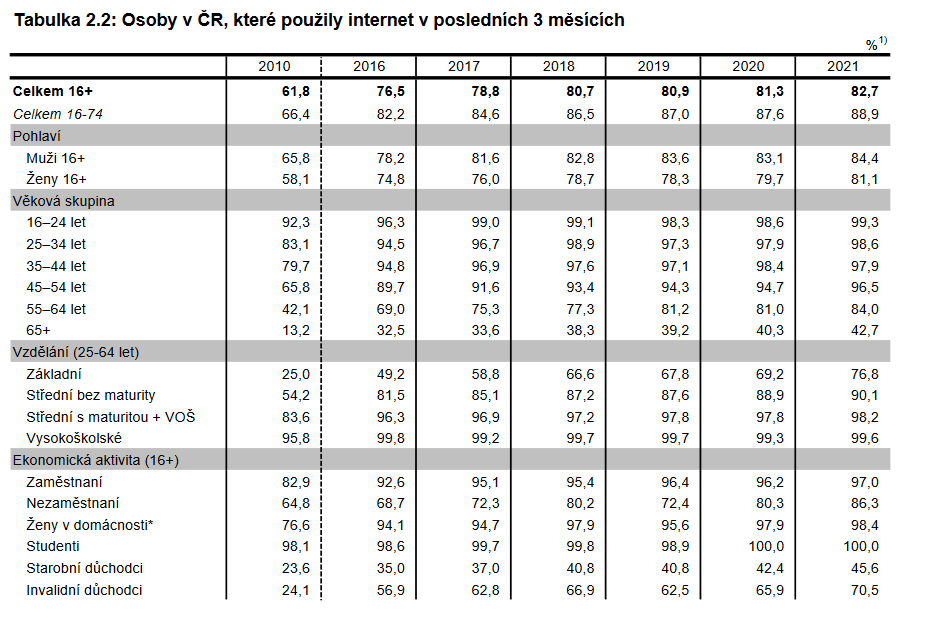 Tabulka 2.2: Osoby v ČR, které použily internet v posledních 3 měsících
%1)
2010 2016 2017 2018 2019 2020 2021
Celkem 16+ 61,8 76,5 78,8 80,7 80,9 81,3 82,7
Celkem 16-74 66,4 82,2 84,6 86,5 87,0 87,6 88,9
Pohlaví
Muži 16+ 65,8 78,2 81,6 82,8 83,6 83,1 84,4
Ženy 16+ 58,1 74,8 76,0 78,7 78,3 79,7 81,1
Věková skupina
16–24 let 92,3 96,3 99,0 99,1 98,3 98,6 99,3
25–34 let 83,1 94,5 96,7 98,9 97,3 97,9 98,6
35–44 let 79,7 94,8 96,9 97,6 97,1 98,4 97,9
45–54 let 65,8 89,7 91,6 93,4 94,3 94,7 96,5
55–64 let 42,1 69,0 75,3 77,3 81,2 81,0 84,0
65+ 13,2 32,5 33,6 38,3 39,2 40,3 42,7
Vzdělání (25-64 let)
Základní 25,0 49,2 58,8 66,6 67,8 69,2 76,8
Střední bez maturity 54,2 81,5 85,1 87,2 87,6 88,9 90,1
Střední s maturitou + VOŠ 83,6 96,3 96,9 97,2 97,8 97,8 98,2
Vysokoškolské 95,8 99,8 99,2 99,7 99,7 99,3 99,6
Ekonomická aktivita (16+)
Zaměstnaní 82,9 92,6 95,1 95,4 96,4 96,2 97,0
Nezaměstnaní 64,8 68,7 72,3 80,2 72,4 80,3 86,3
Ženy v domácnosti* 76,6 94,1 94,7 97,9 95,6 97,9 98,4
Studenti 98,1 98,6 99,7 99,8 98,9 100,0 100,0
Starobní důchodci 23,6 35,0 37,0 40,8 40,8 42,4 45,6
Invalidní důchodci 24,1 56,9 62,8 66,9 62,5 65,9 70,5